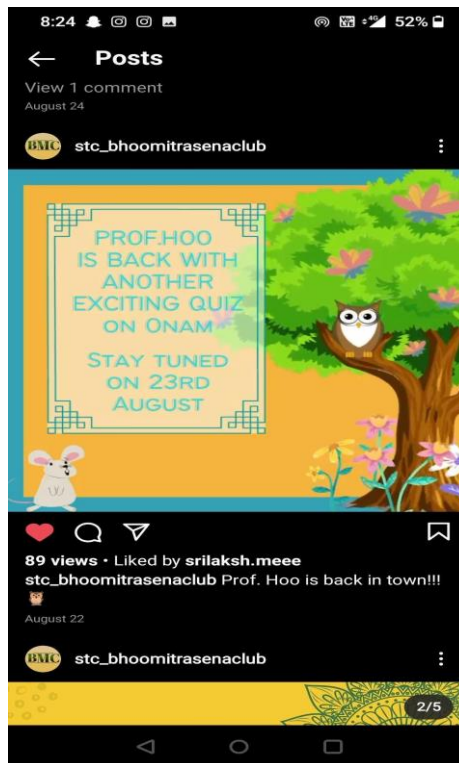 8:24
VoLTE 4G 52%
Posts
View 1 comment
August 24
BMC stc_bhoomitrasenaclub
PROF.HOO
IS BACK WITH
ANOTHER
EXCITING QUIZ
ON ONAM
STAY TUNED
ON 23RD
AUGUST
89 views • Liked by srilaksh.meee
stc_bhoomitrasenaclub Prof. Hoo is back in town!!!
🦉
August 22
BMC stc_bhoomitrasenaclub
2/5